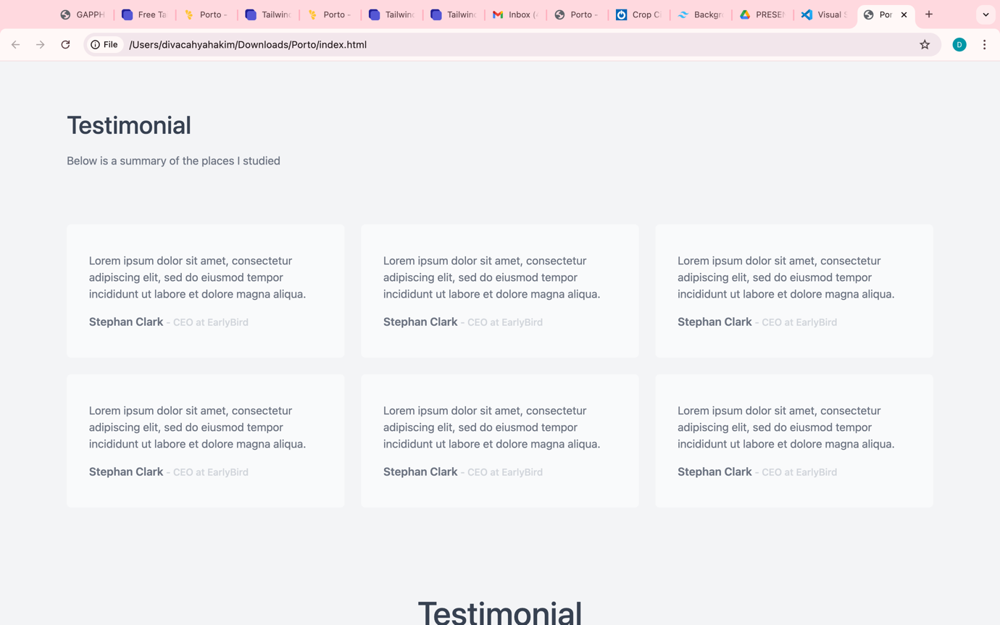 GAPPH
Free Ta
Porto -
Tailwind
Porto -
Tailwind
Tailwind
Inbox (
Porto -
Crop Ci
Backgro
PRESEN
Visual S
Por
File
/Users/divacahyahakim/Downloads/Porto/index.html
D
Testimonial
Below is a summary of the places I studied
Lorem ipsum dolor sit amet, consectetur
adipiscing elit, sed do eiusmod tempor
incididunt ut labore et dolore magna aliqua.
Stephan Clark - CEO at EarlyBird
Lorem ipsum dolor sit amet, consectetur
adipiscing elit, sed do eiusmod tempor
incididunt ut labore et dolore magna aliqua.
Stephan Clark - CEO at EarlyBird
Lorem ipsum dolor sit amet, consectetur
adipiscing elit, sed do eiusmod tempor
incididunt ut labore et dolore magna aliqua.
Stephan Clark - CEO at EarlyBird
Lorem ipsum dolor sit amet, consectetur
adipiscing elit, sed do eiusmod tempor
incididunt ut labore et dolore magna aliqua.
Stephan Clark - CEO at EarlyBird
Lorem ipsum dolor sit amet, consectetur
adipiscing elit, sed do eiusmod tempor
incididunt ut labore et dolore magna aliqua.
Stephan Clark - CEO at EarlyBird
Lorem ipsum dolor sit amet, consectetur
adipiscing elit, sed do eiusmod tempor
incididunt ut labore et dolore magna aliqua.
Stephan Clark - CEO at EarlyBird
Testimonial